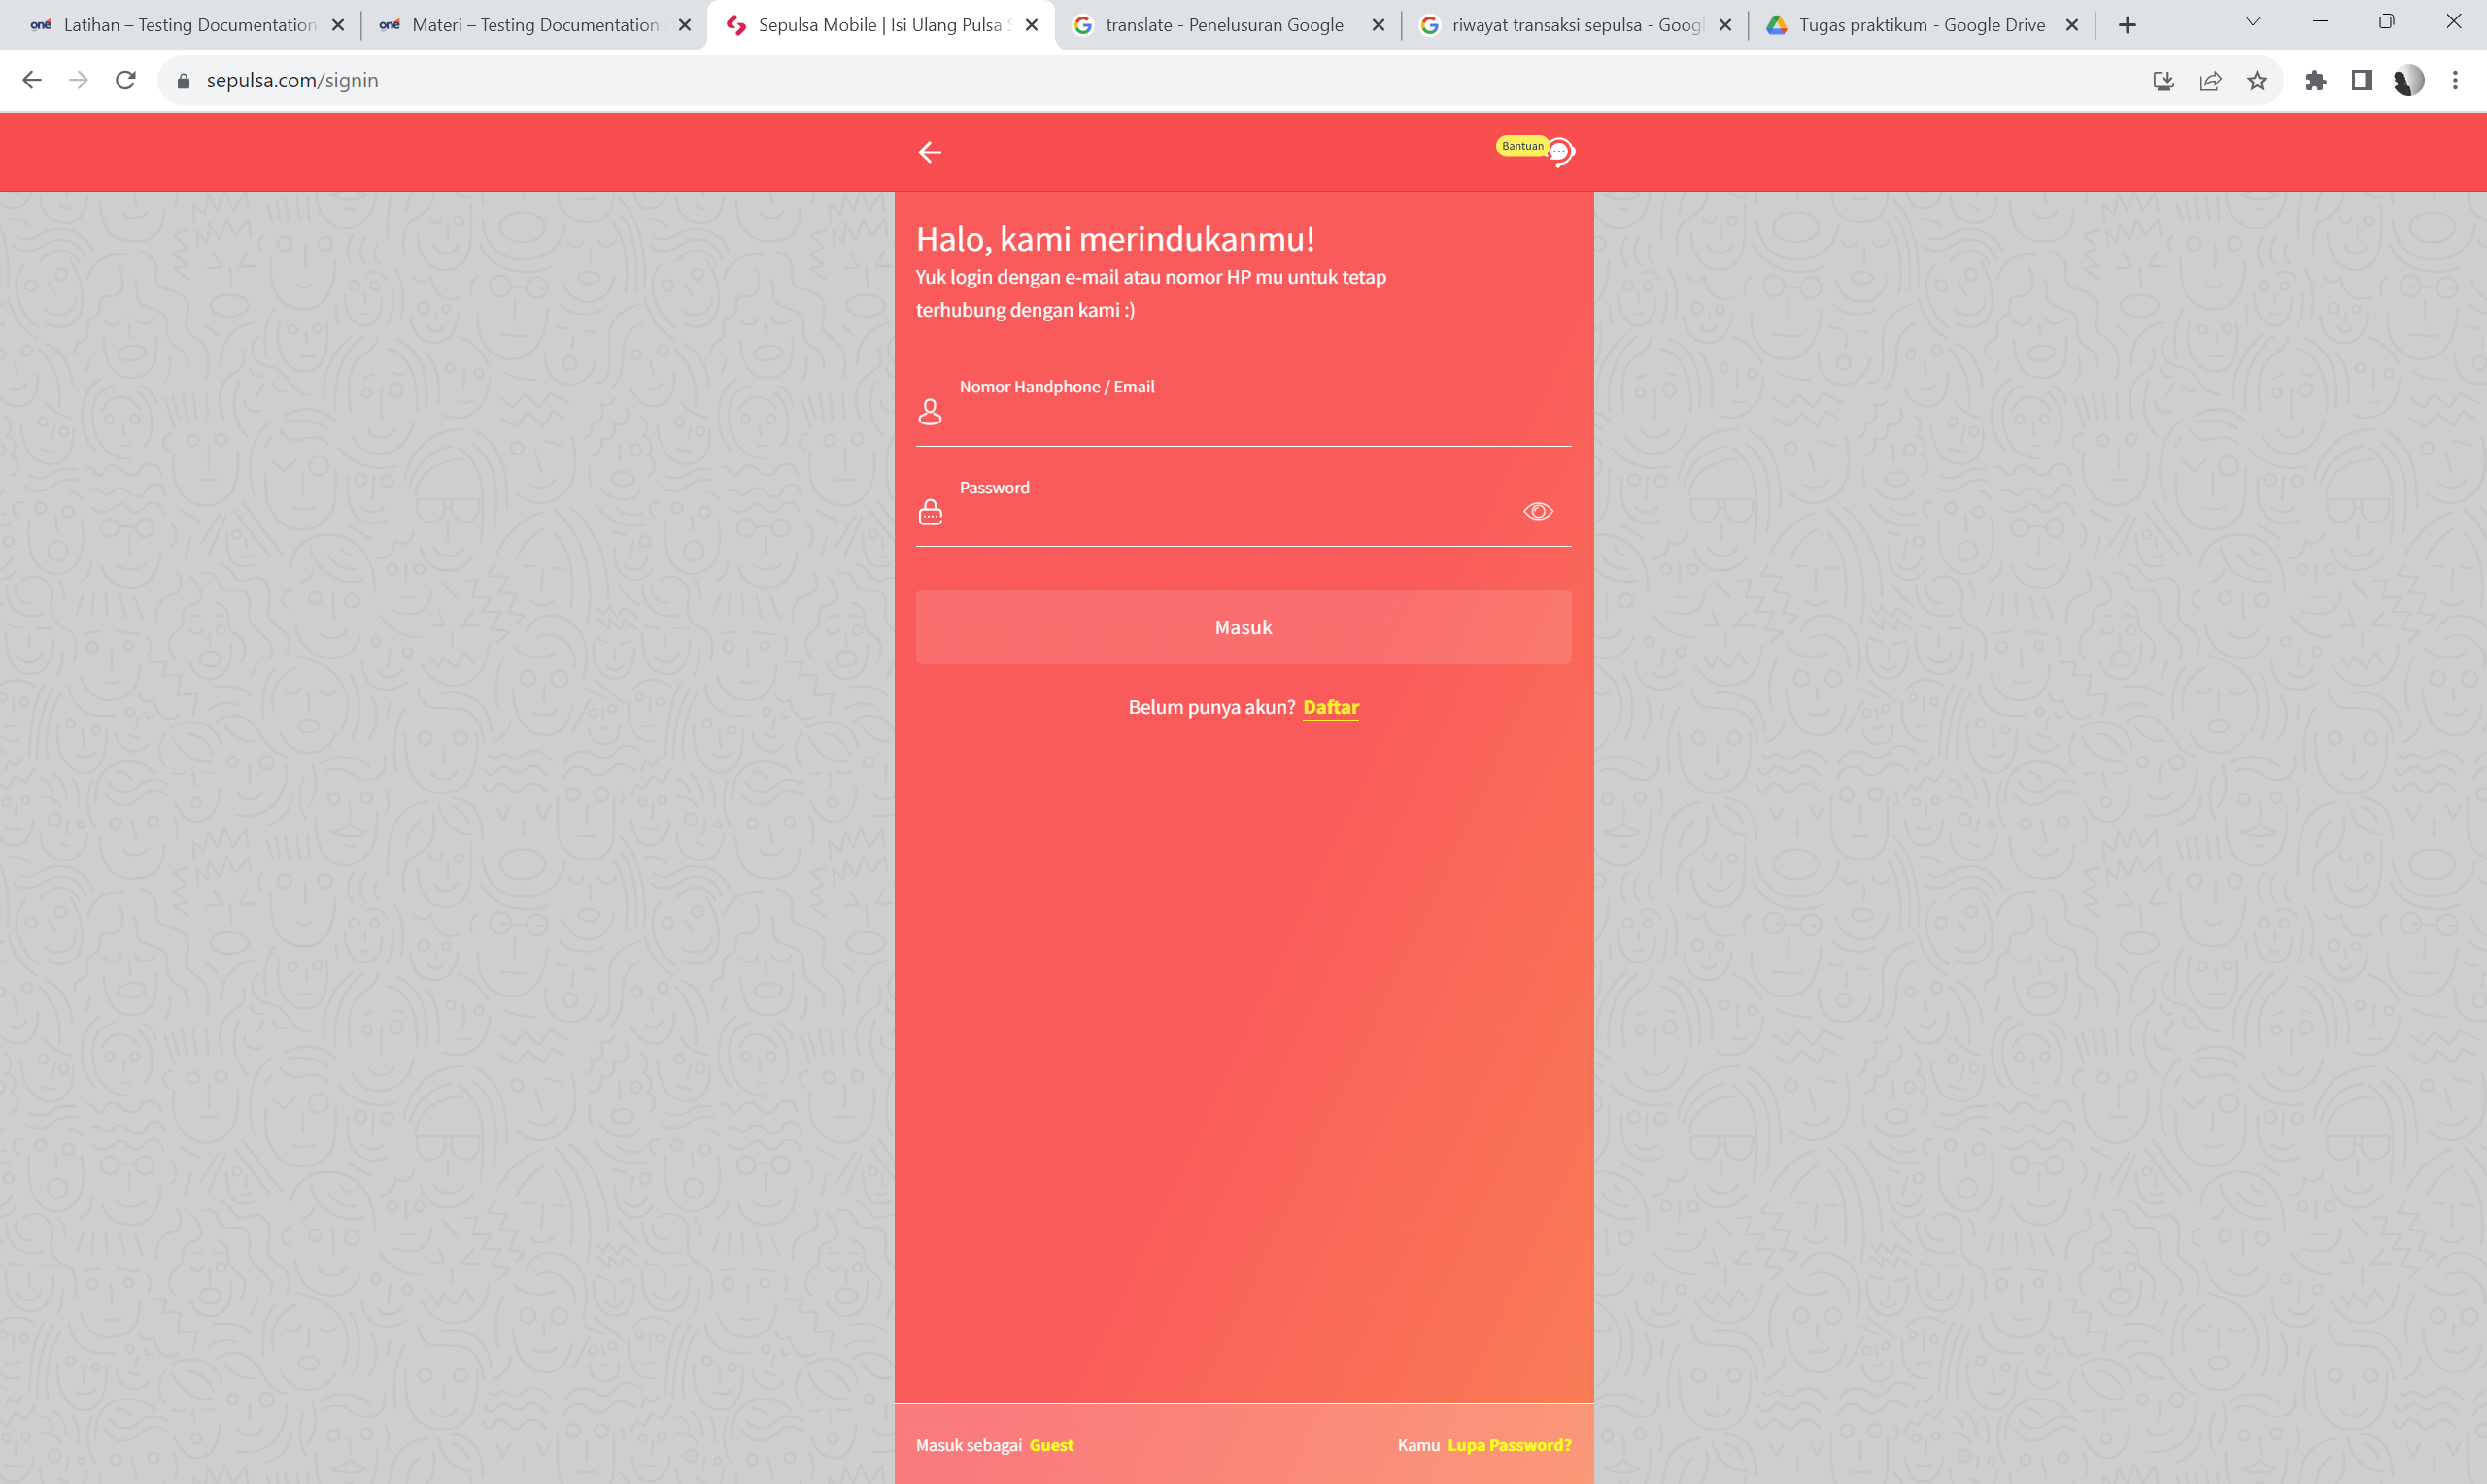 Latihan – Testing Documentation
Materi – Testing Documentation
Sepulsa Mobile | Isi Ulang Pulsa
translate - Penelusuran Google
riwayat transaksi sepulsa - Googl
Tugas praktikum - Google Drive
sepulsa.com/signin
Bantuan
Halo, kami merindukanmu!
Yuk login dengan e-mail atau nomor HP mu untuk tetap
terhubung dengan kami :)
Nomor Handphone / Email
Password
Masuk
Belum punya akun? Daftar
Masuk sebagai Guest
Kamu Lupa Password?